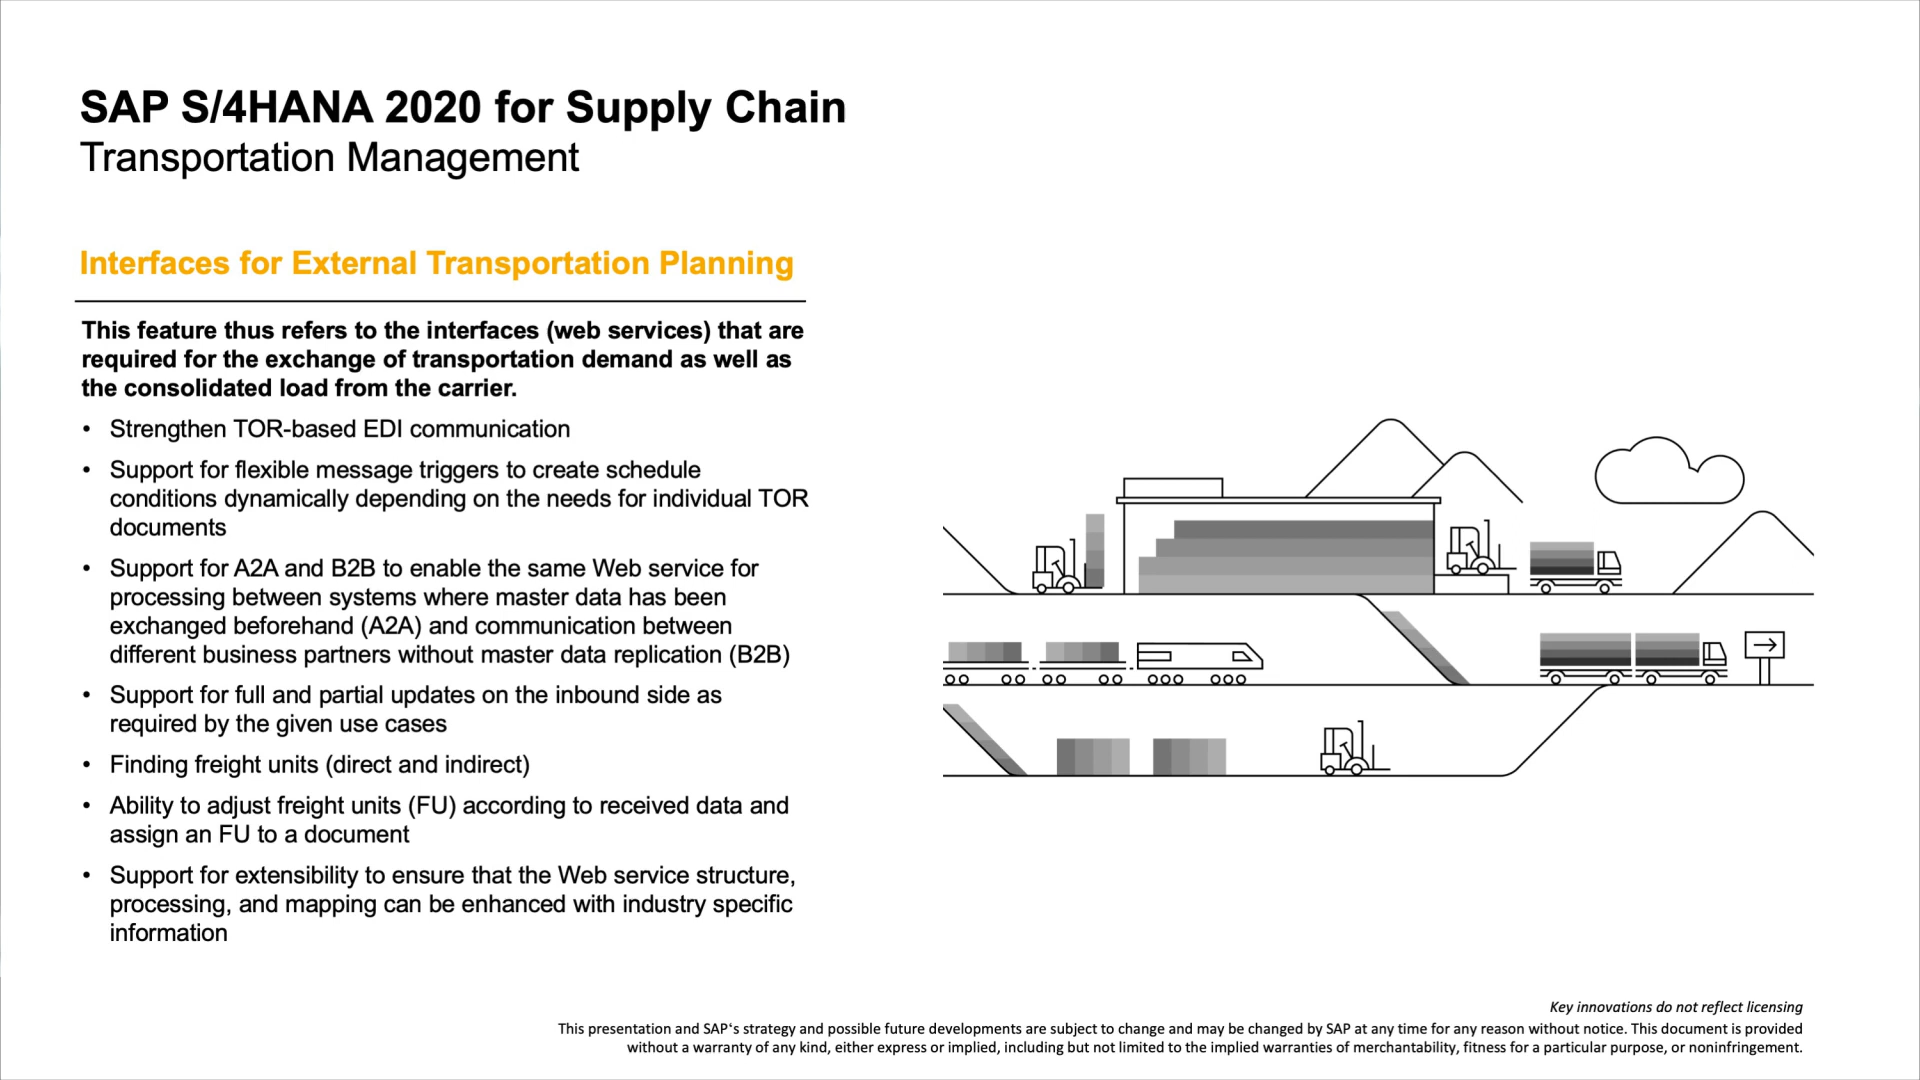 SAP S/4HANA 2020 for Supply Chain
Transportation Management
Interfaces for External Transportation Planning
This feature thus refers to the interfaces (web services) that are
required for the exchange of transportation demand as well as
the consolidated load from the carrier.
• Strengthen TOR-based EDI communication
• Support for flexible message triggers to create schedule
conditions dynamically depending on the needs for individual TOR
documents
• Support for A2A and B2B to enable the same Web service for
processing between systems where master data has been
exchanged beforehand (A2A) and communication between
different business partners without master data replication (B2B)
• Support for full and partial updates on the inbound side as
required by the given use cases
• Finding freight units (direct and indirect)
• Ability to adjust freight units (FU) according to received data and
assign an FU to a document
• Support for extensibility to ensure that the Web service structure,
processing, and mapping can be enhanced with industry specific
information
Key innovations do not reflect licensing
This presentation and SAP‘s strategy and possible future developments are subject to change and may be changed by SAP at any time for any reason without notice. This document is provided
without a warranty of any kind, either express or implied, including but not limited to the implied warranties of merchantability, fitness for a particular purpose, or noninfringement.